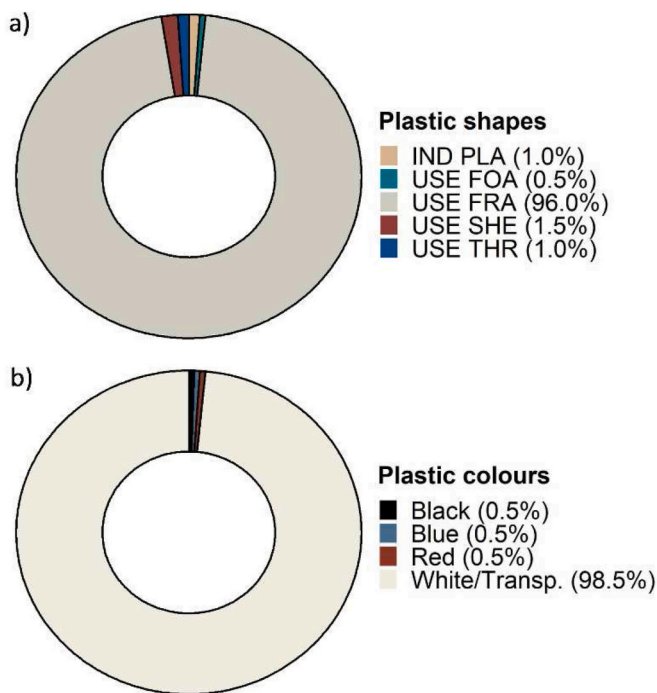 a)
Plastic shapes
IND PLA (1.0%)
USE FOA (0.5%)
USE FRA (96.0%)
USE SHE (1.5%)
USE THR (1.0%)
b)
Plastic colours
Black (0.5%)
Blue (0.5%)
Red (0.5%)
White/Transp. (98.5%)